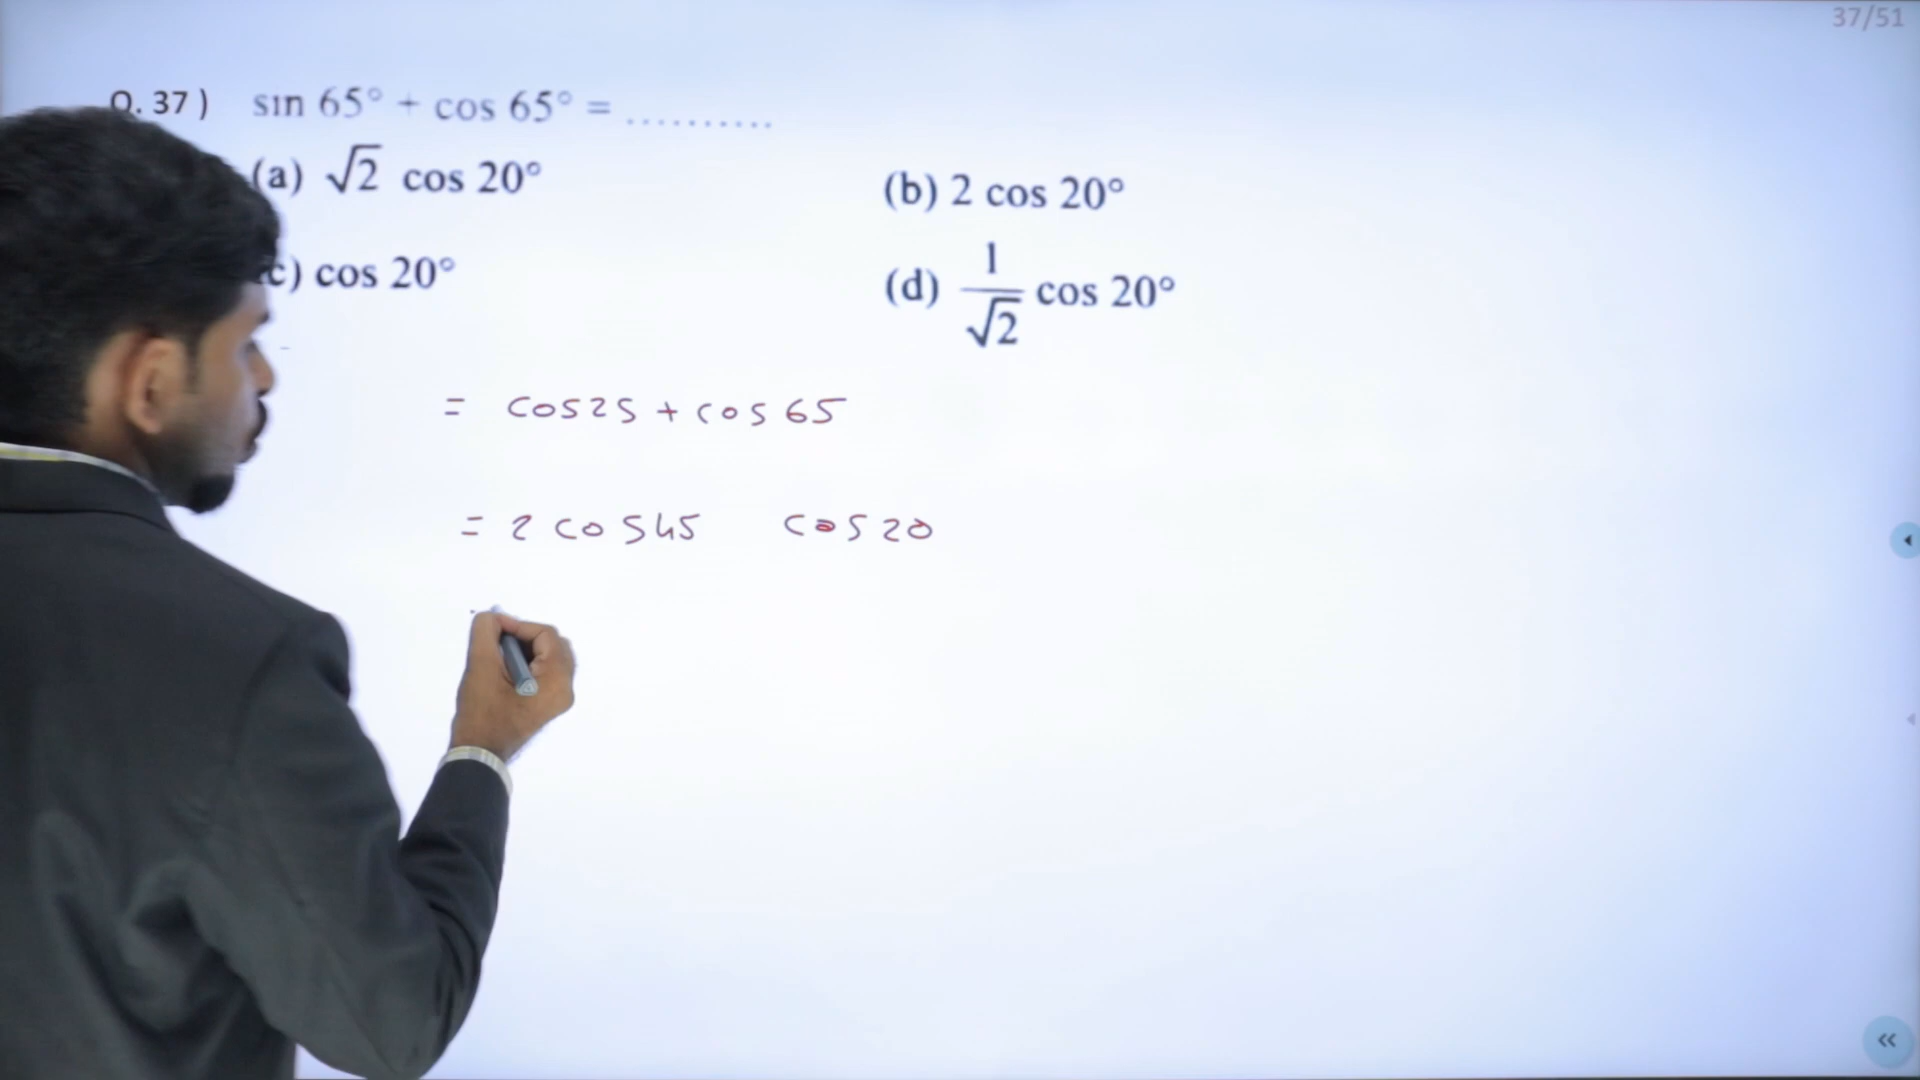 37/51
Q. 37 ) sin 65° + cos 65° = ..........
(a) √2 cos 20°
(b) 2 cos 20°
c) cos 20°
(d) 1/√2 cos 20°
= cos25 + cos 65
= 2 cos45 cos20